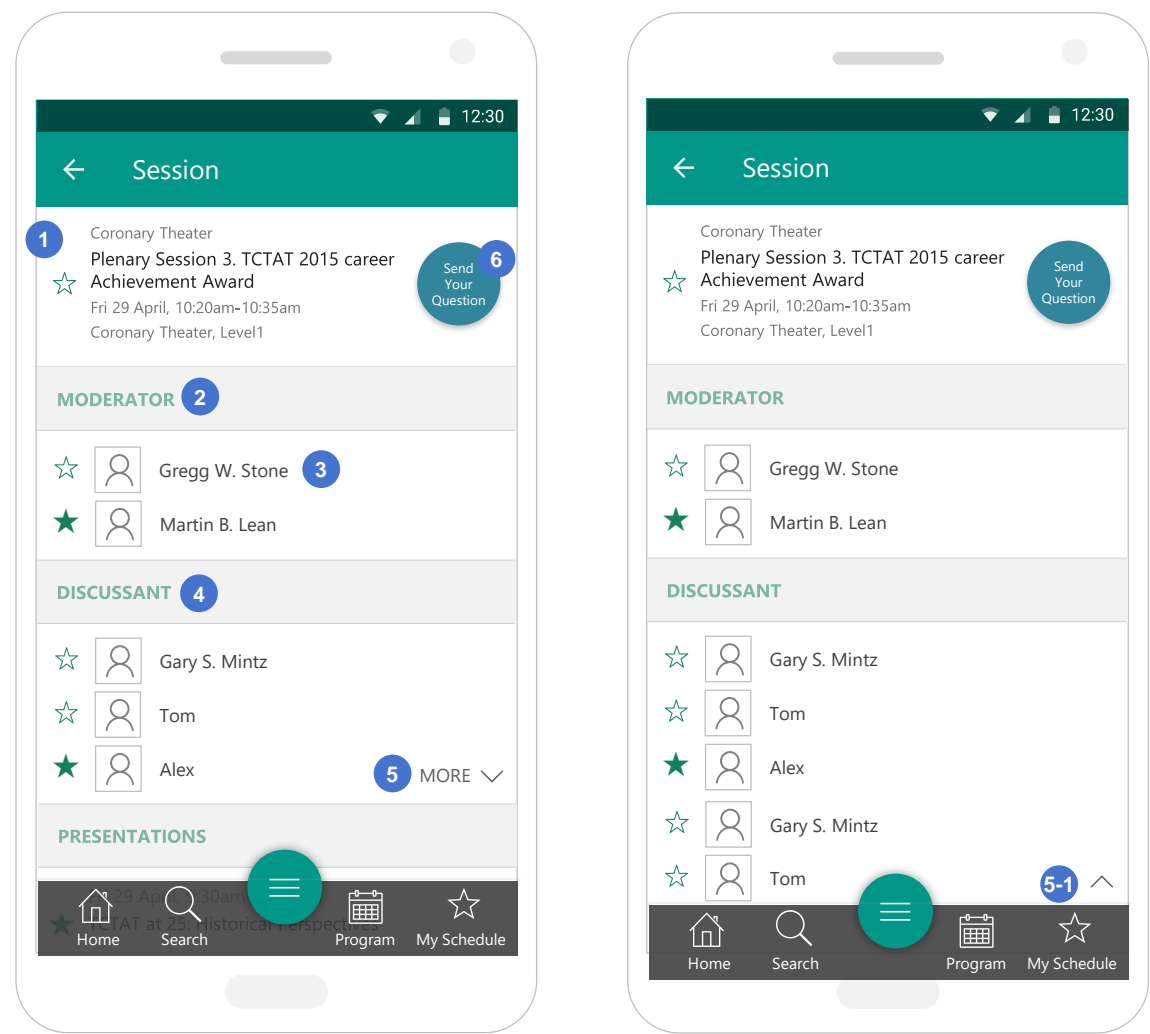 12:30
Session
1
Coronary Theater
Plenary Session 3. TCTAT 2015 career
Achievement Award
Fri 29 April, 10:20am-10:35am
Coronary Theater, Level1
Send
Your
Question
6
MODERATOR
2
Gregg W. Stone
3
Martin B. Lean
DISCUSSANT
4
Gary S. Mintz
Tom
Alex
5
MORE
PRESENTATIONS
29 April, :30am
TCTAT at 25: Historical Perspectives
Home
Search
Program
My Schedule
12:30
Session
Coronary Theater
Plenary Session 3. TCTAT 2015 career
Achievement Award
Fri 29 April, 10:20am-10:35am
Coronary Theater, Level1
Send
Your
Question
MODERATOR
Gregg W. Stone
Martin B. Lean
DISCUSSANT
Gary S. Mintz
Tom
Alex
Gary S. Mintz
Tom
5-1
Home
Search
Program
My Schedule